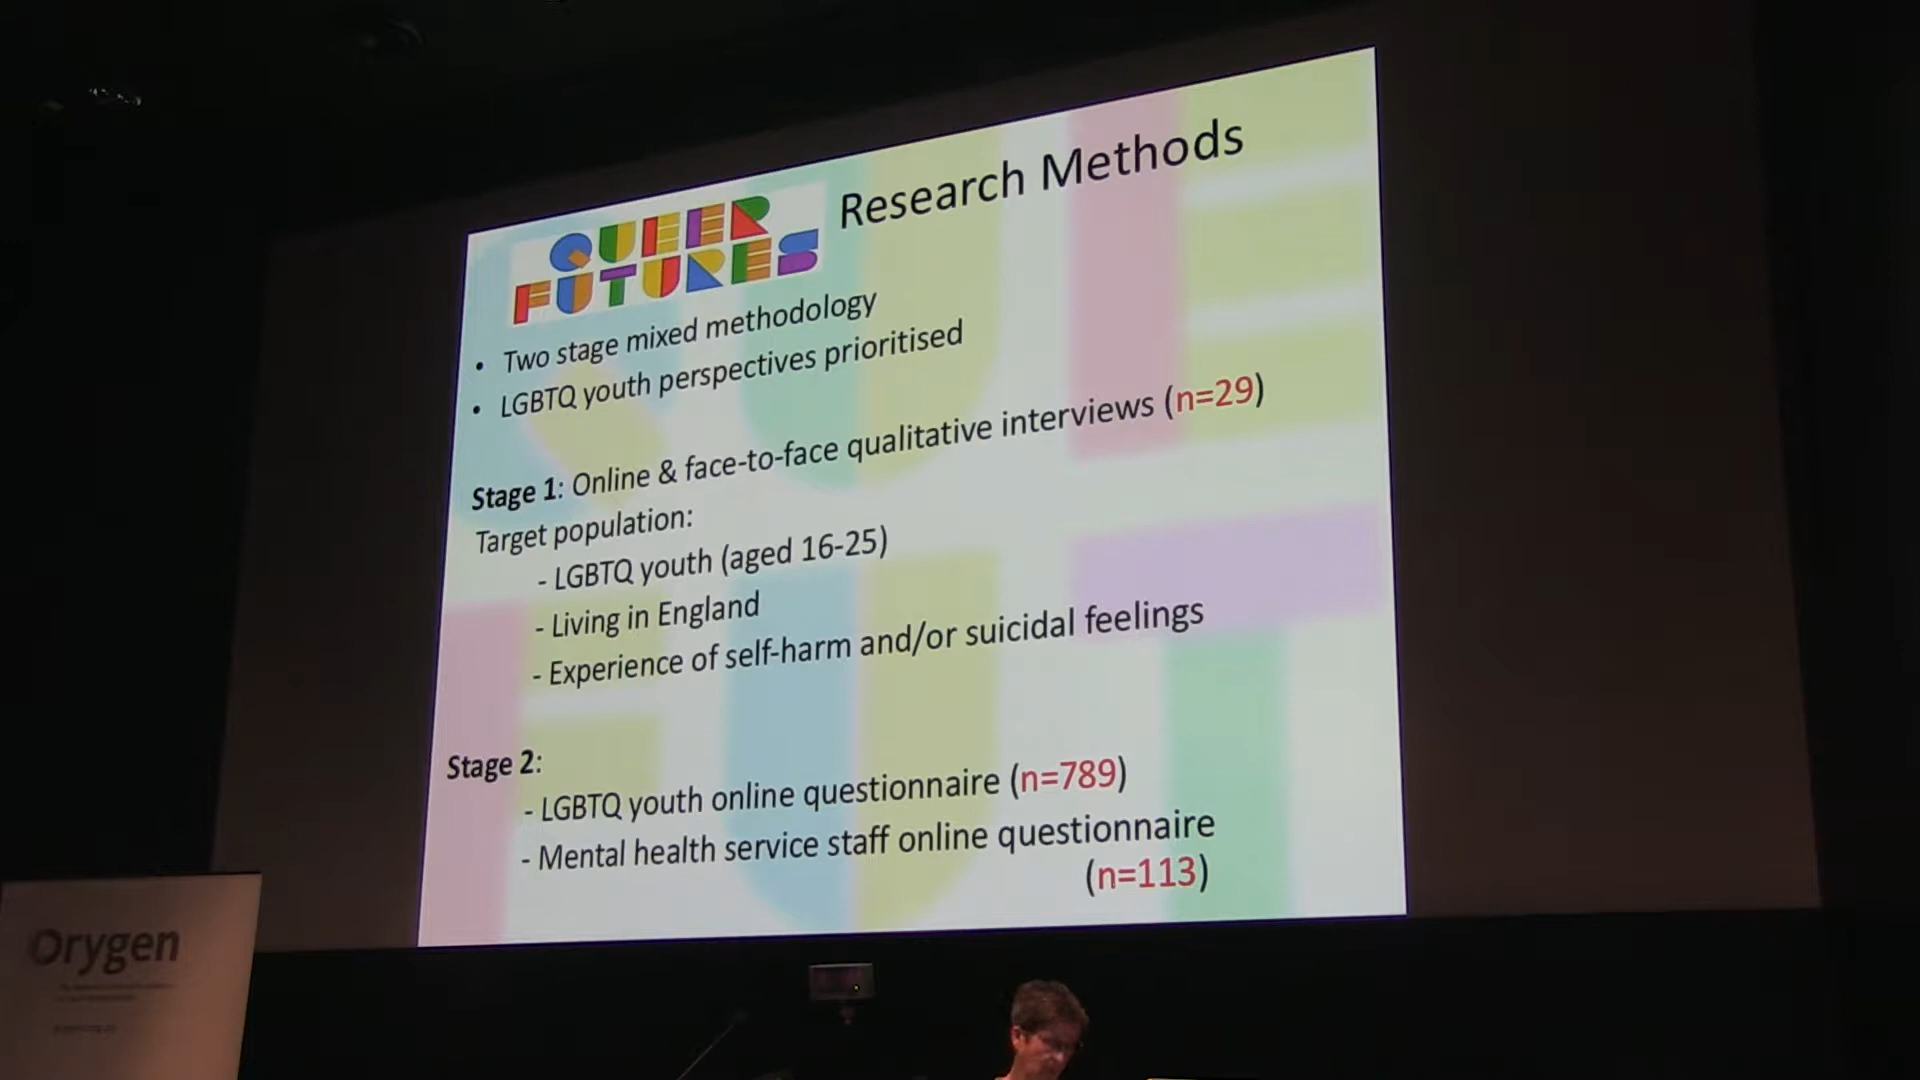 QUEER
FUTURES
Research Methods
• Two stage mixed methodology
• LGBTQ youth perspectives prioritised
Stage 1: Online & face-to-face qualitative interviews (n=29)
Target population:
- LGBTQ youth (aged 16-25)
- Living in England
- Experience of self-harm and/or suicidal feelings
Stage 2:
- LGBTQ youth online questionnaire (n=789)
- Mental health service staff online questionnaire
(n=113)
Orygen